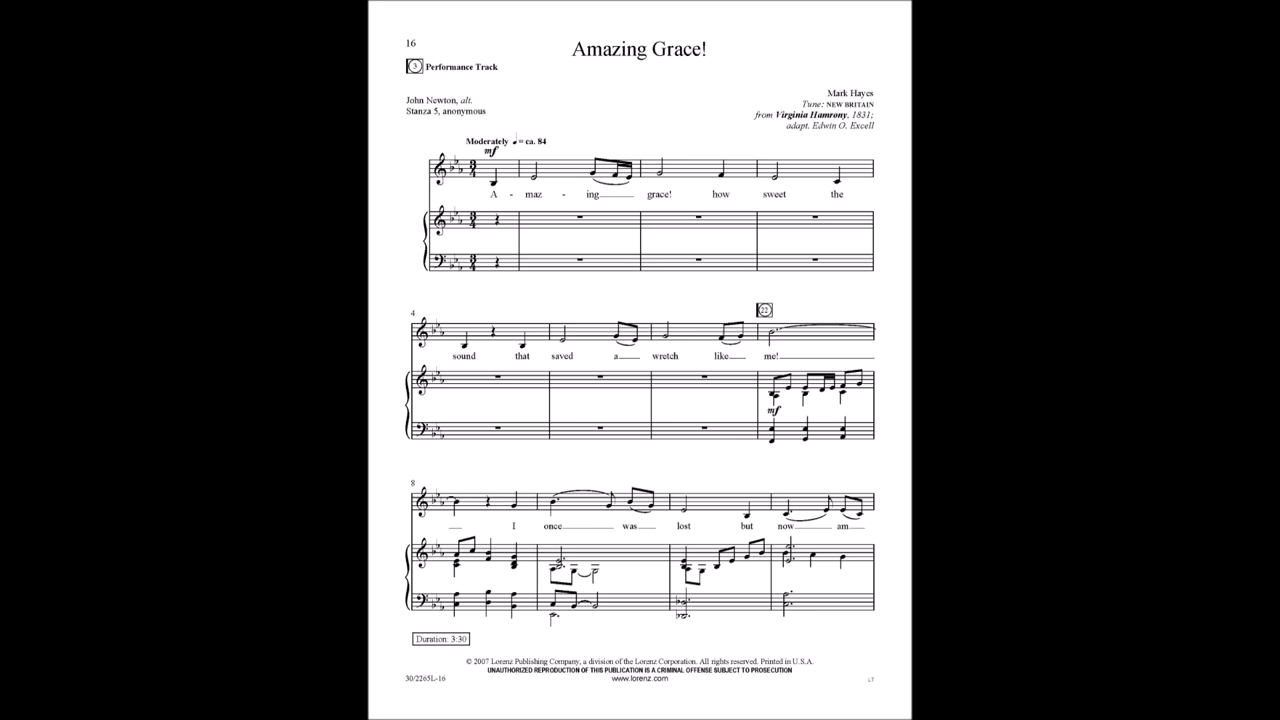 16
Amazing Grace!
3 Performance Track
John Newton, alt.
Stanza 5, anonymous
Mark Hayes
Tune: NEW BRITAIN
from Virginia Hamrony, 1831;
adapt. Edwin O. Excell
Moderately ♩ = ca. 84
mf
A - maz - ing grace! how sweet the
4
22
sound that saved a wretch like me!
mf
8
I once was lost but now am
Duration: 3:30
© 2007 Lorenz Publishing Company, a division of the Lorenz Corporation. All rights reserved. Printed in U.S.A.
UNAUTHORIZED REPRODUCTION OF THIS PUBLICATION IS A CRIMINAL OFFENSE SUBJECT TO PROSECUTION
30/2265L-16
www.lorenz.com
LT